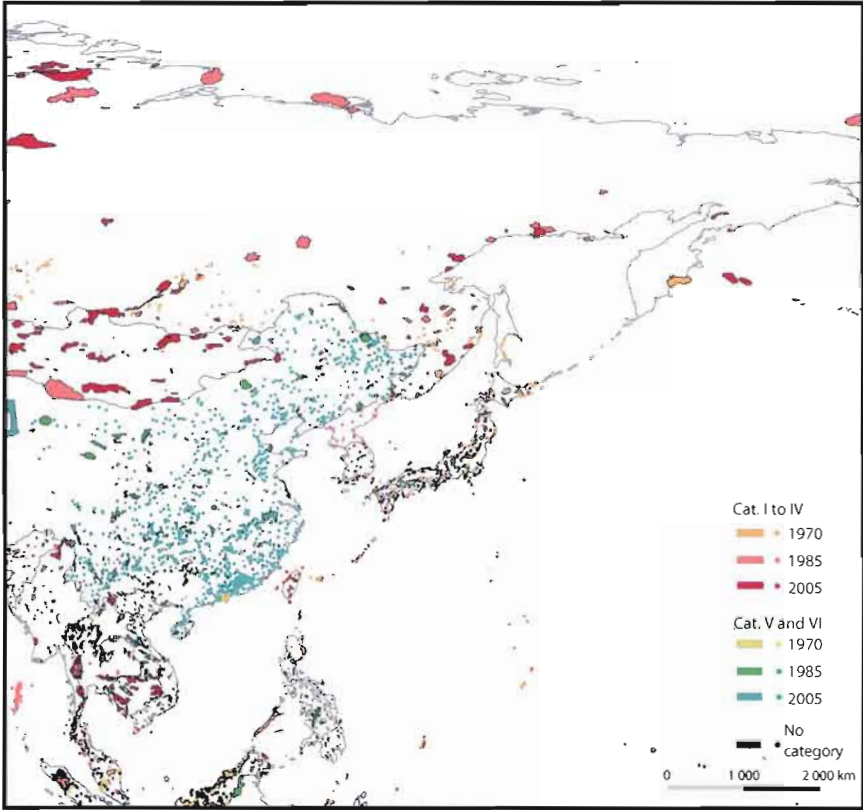 Cat. I to IV
1970
1985
2005
Cat. V and VI
1970
1985
2005
No
category
0 1 000 2 000 km